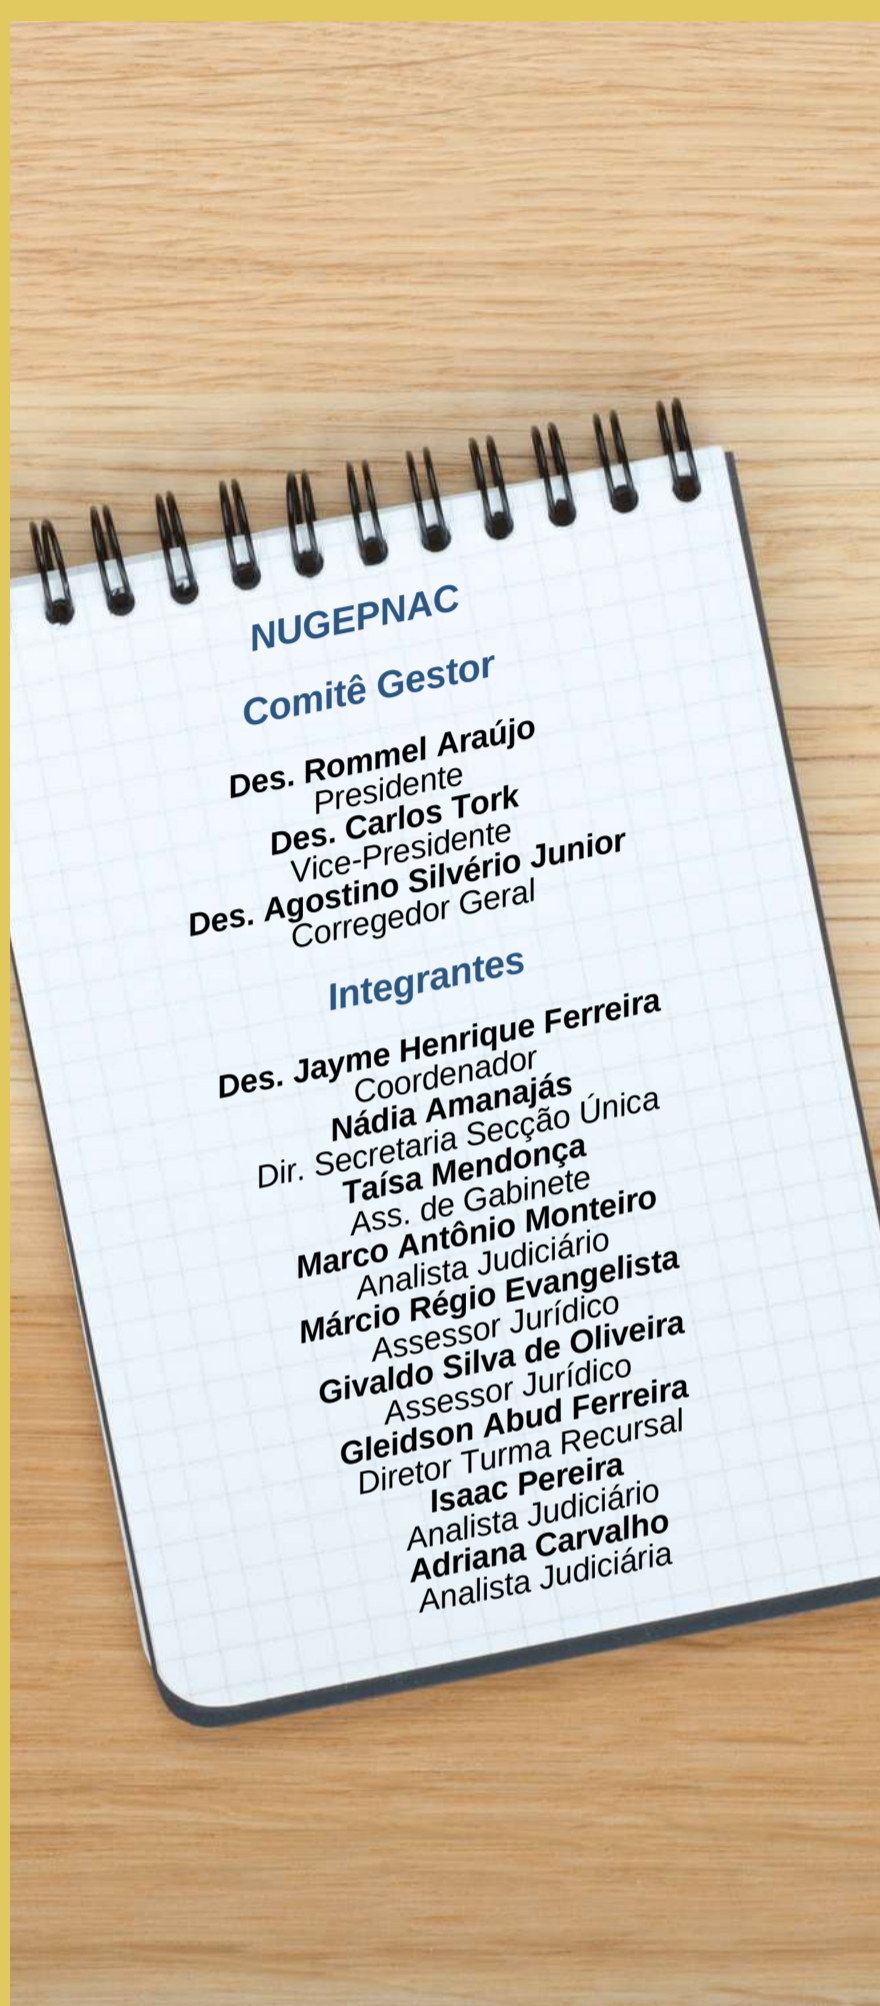 NUGEPNAC
Comitê Gestor
Des. Rommel Araújo
Presidente
Des. Carlos Tork
Vice-Presidente
Des. Agostino Silvério Junior
Corregedor Geral
Integrantes
Des. Jayme Henrique Ferreira
Coordenador
Nádia Amanajás
Dir. Secretaria Secção Única
Taísa Mendonça
Ass. de Gabinete
Marco Antônio Monteiro
Analista Judiciário
Márcio Régio Evangelista
Assessor Jurídico
Givaldo Silva de Oliveira
Assessor Jurídico
Gleidson Abud Ferreira
Diretor Turma Recursal
Isaac Pereira
Analista Judiciário
Adriana Carvalho
Analista Judiciária